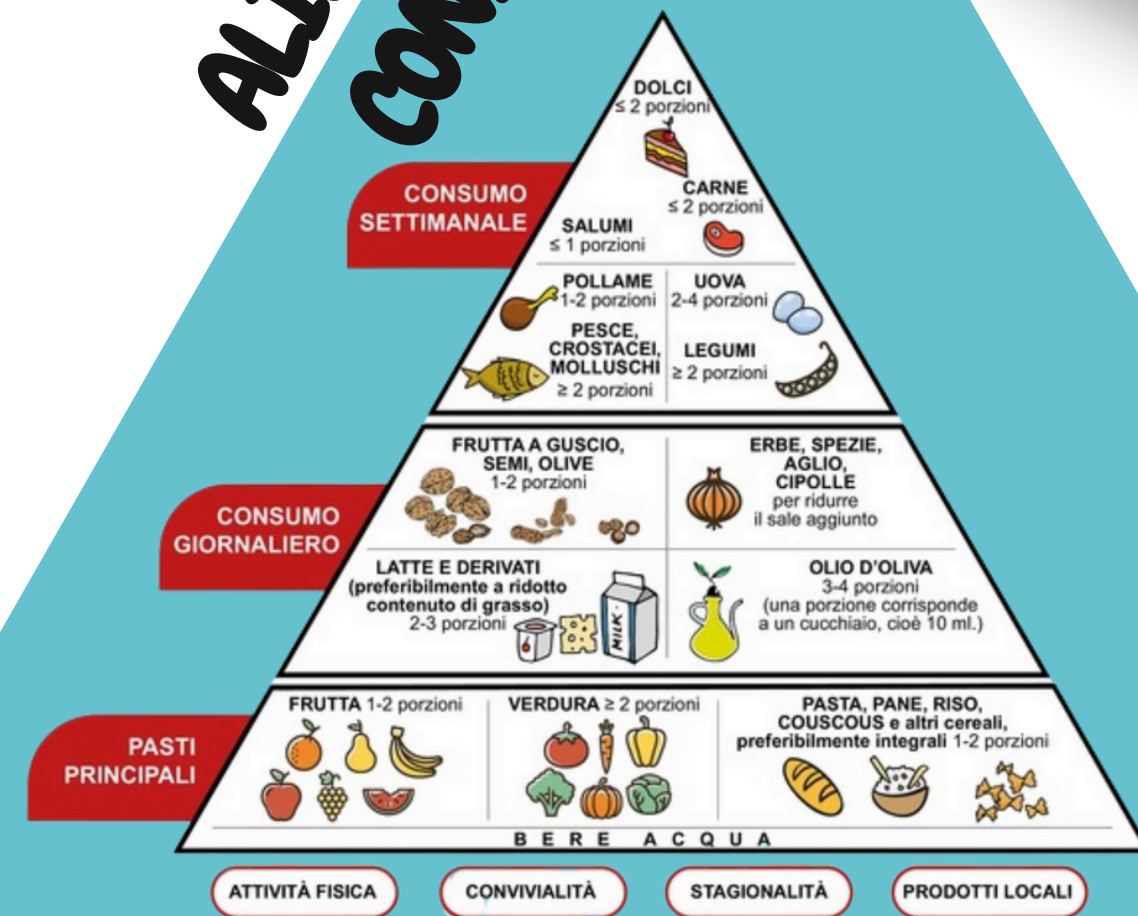 DOLCI
≤ 2 porzioni
CARNE
≤ 2 porzioni
SALUMI
≤ 1 porzioni
CONSUMO
SETTIMANALE
POLLAME
1-2 porzioni
UOVA
2-4 porzioni
PESCE,
CROSTACEI,
MOLLUSCHI
≥ 2 porzioni
LEGUMI
≥ 2 porzioni
CONSUMO
GIORNALIERO
FRUTTA A GUSCIO,
SEMI, OLIVE
1-2 porzioni
ERBE, SPEZIE,
AGLIO,
CIPOLLE
per ridurre
il sale aggiunto
LATTE E DERIVATI
(preferibilmente a ridotto
contenuto di grasso)
2-3 porzioni
MILK
OLIO D'OLIVA
3-4 porzioni
(una porzione corrisponde
a un cucchiaio, cioè 10 ml.)
PASTI
PRINCIPALI
FRUTTA 1-2 porzioni
VERDURA ≥ 2 porzioni
PASTA, PANE, RISO,
COUSCOUS e altri cereali,
preferibilmente integrali 1-2 porzioni
BERE ACQUA
ATTIVITÀ FISICA
CONVIVIALITÀ
STAGIONALITÀ
PRODOTTI LOCALI